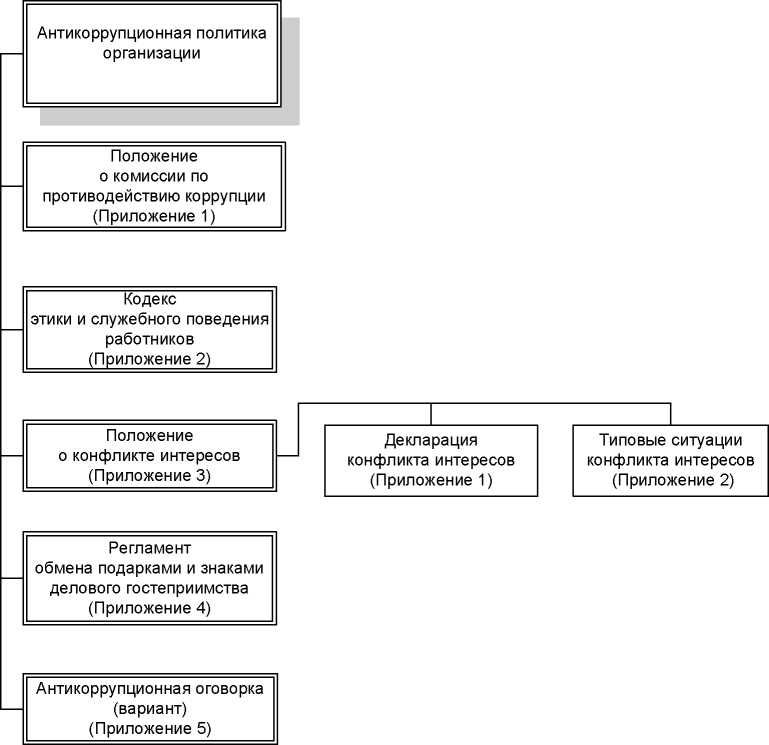 Антикоррупционная политика
организации
Положение
о комиссии по
противодействию коррупции
(Приложение 1)
Кодекс
этики и служебного поведения
работников
(Приложение 2)
Положение
о конфликте интересов
(Приложение 3)
Декларация
конфликта интересов
(Приложение 1)
Типовые ситуации
конфликта интересов
(Приложение 2)
Регламент
обмена подарками и знаками
делового гостеприимства
(Приложение 4)
Антикоррупционная оговорка
(вариант)
(Приложение 5)